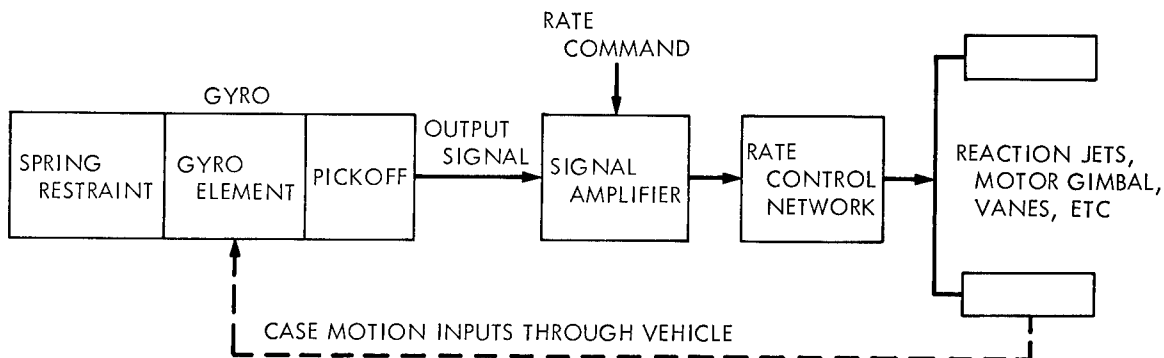 RATE
COMMAND
GYRO
SPRING
RESTRAINT
GYRO
ELEMENT
PICKOFF
OUTPUT
SIGNAL
SIGNAL
AMPLIFIER
RATE
CONTROL
NETWORK
REACTION JETS,
MOTOR GIMBAL,
VANES, ETC
CASE MOTION INPUTS THROUGH VEHICLE